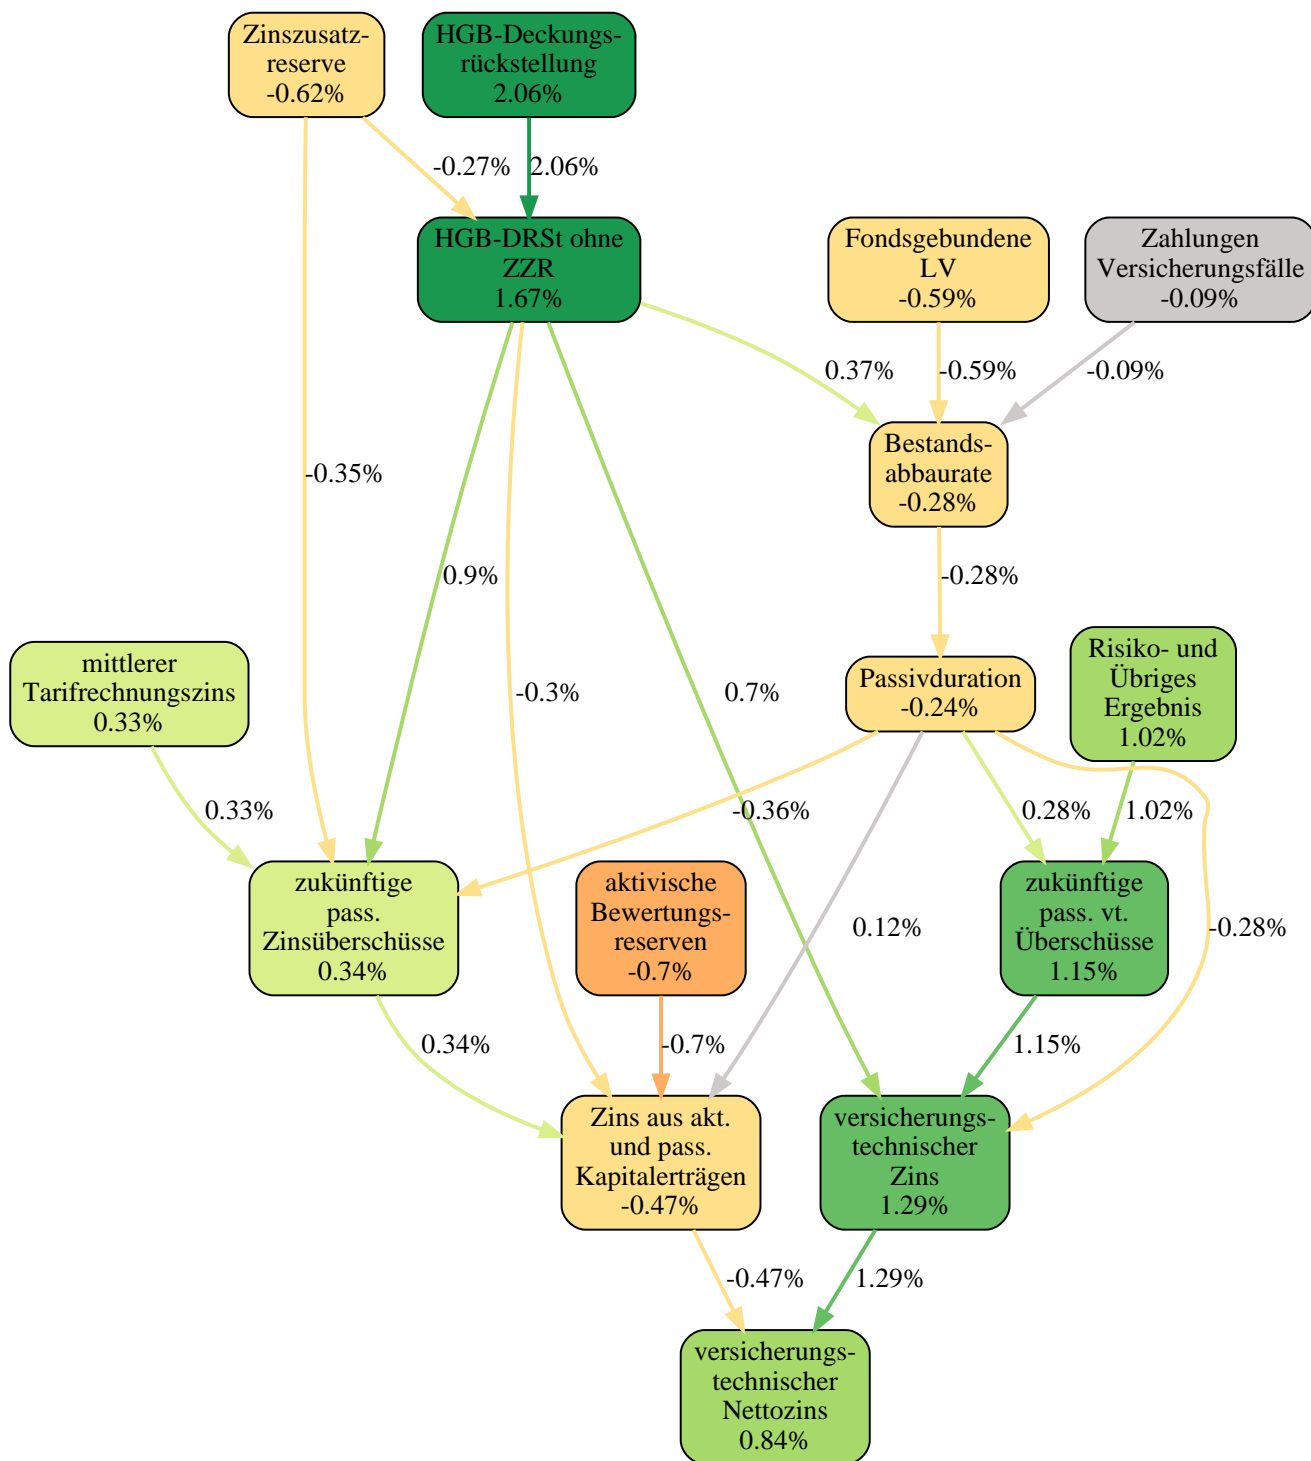 Zinszusatz-
reserve
-0.62%
HGB-Deckungs-
rückstellung
2.06%
-0.27%
2.06%
HGB-DRSt ohne
ZZR
1.67%
Fondsgebundene
LV
-0.59%
Zahlungen
Versicherungsfälle
-0.09%
0.37%
-0.59%
-0.09%
Bestands-
abbaurate
-0.28%
-0.35%
0.9%
-0.28%
mittlerer
Tarifrechnungszins
0.33%
-0.3%
0.7%
Passivduration
-0.24%
Risiko- und
Übriges
Ergebnis
1.02%
0.33%
-0.36%
0.28%
1.02%
zukünftige
pass.
Zinsüberschüsse
0.34%
aktivische
Bewertungs-
reserven
-0.7%
0.12%
zukünftige
pass. vt.
Überschüsse
1.15%
-0.28%
0.34%
-0.7%
1.15%
Zins aus akt.
und pass.
Kapitalerträgen
-0.47%
versicherungs-
technischer
Zins
1.29%
-0.47%
1.29%
versicherungs-
technischer
Nettozins
0.84%